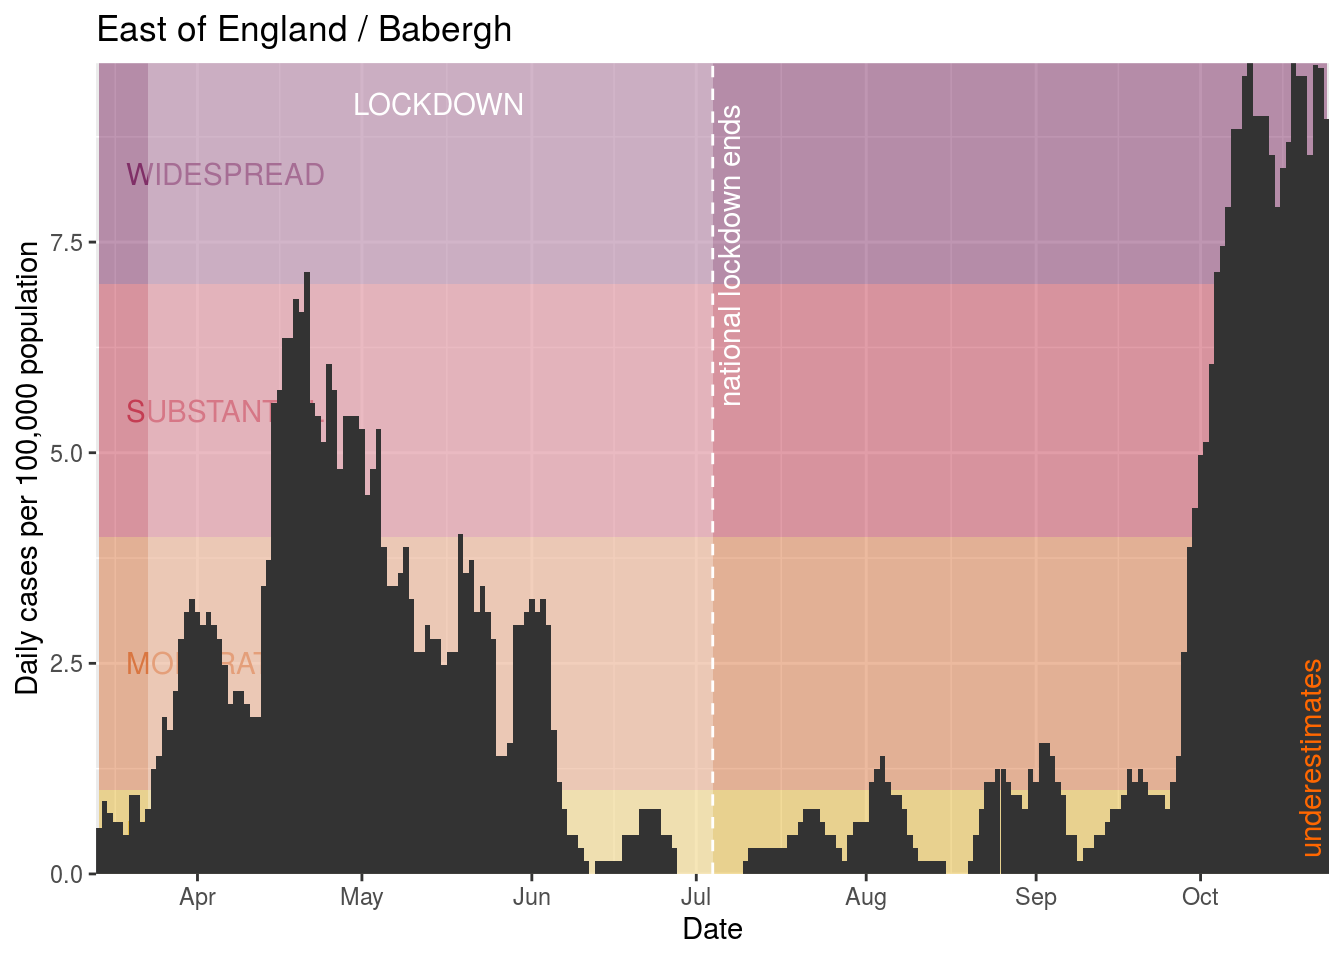 East of England / Babergh
LOCKDOWN
WIDESPREAD
national lockdown ends
7.5
5.0
2.5
0.0
Daily cases per 100,000 population
underestimates
Apr
May
Jun
Jul
Aug
Sep
Oct
Date